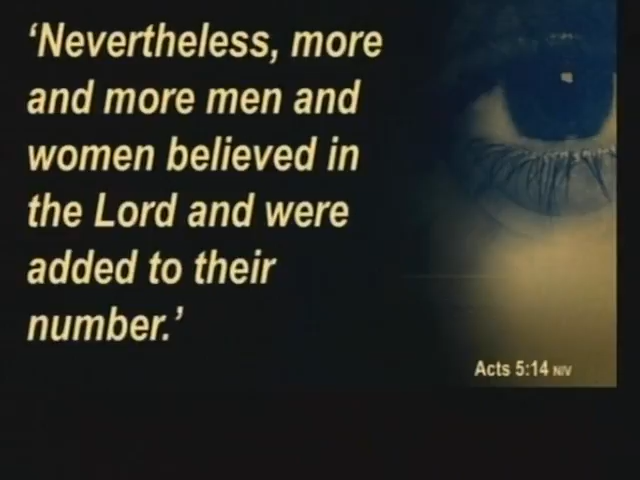 ‘Nevertheless, more
and more men and
women believed in
the Lord and were
added to their
number.’
Acts 5:14 NIV